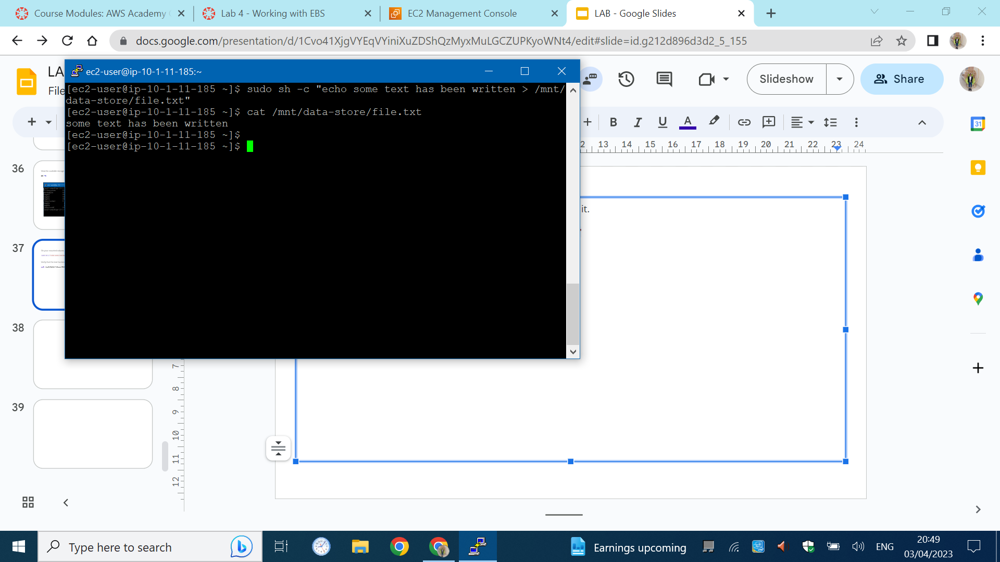 Course Modules: AWS Academy
Lab 4 - Working with EBS
EC2 Management Console
LAB - Google Slides
docs.google.com/presentation/d/1Cvo41XjgVYEqVYiniXuZDShQzMyxMuLGCZUPKyoWNt4/edit#slide=id.g212d896d3d2_5_155
LA
File
ec2-user@ip-10-1-11-185:~
Slideshow
Share
[ec2-user@ip-10-1-11-185 ~]$ sudo sh -c "echo some text has been written > /mnt/
data-store/file.txt"
[ec2-user@ip-10-1-11-185 ~]$ cat /mnt/data-store/file.txt
some text has been written
[ec2-user@ip-10-1-11-185 ~]$
[ec2-user@ip-10-1-11-185 ~]$
B I U A
31
2 13 14 15 16 17 18 19 20 21 22 23 24
36
it.
37
38
7
8
39
9
10
11
12
Type here to search
Earnings upcoming
ENG
20:49
03/04/2023